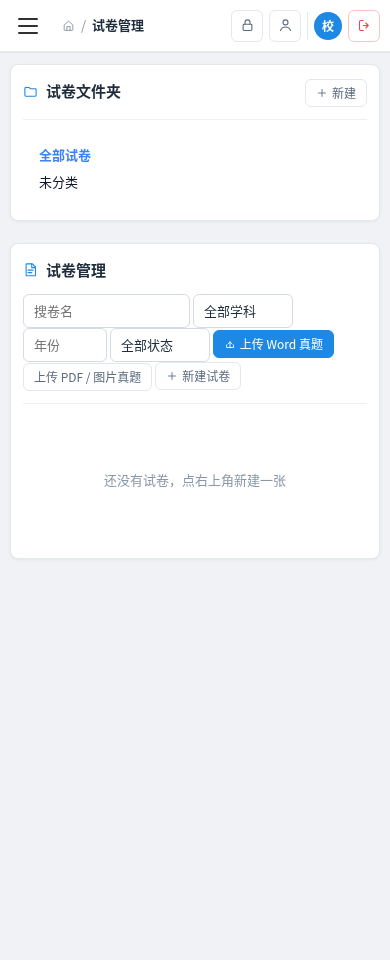 / 试卷管理
校
试卷文件夹
新建
全部试卷
未分类
试卷管理
搜卷名
全部学科
年份
全部状态
上传 Word 真题
上传 PDF / 图片真题
新建试卷
还没有试卷，点右上角新建一张